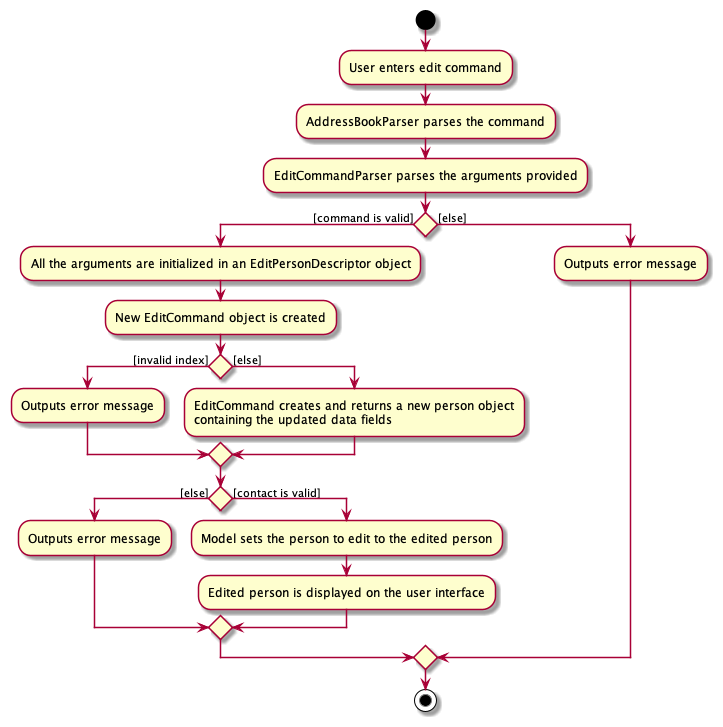 User enters edit command
AddressBookParser parses the command
EditCommandParser parses the arguments provided
[command is valid]
[else]
All the arguments are initialized in an EditPersonDescriptor object
Outputs error message
New EditCommand object is created
[invalid index]
[else]
Outputs error message
EditCommand creates and returns a new person object
containing the updated data fields
[else]
[contact is valid]
Outputs error message
Model sets the person to edit to the edited person
Edited person is displayed on the user interface